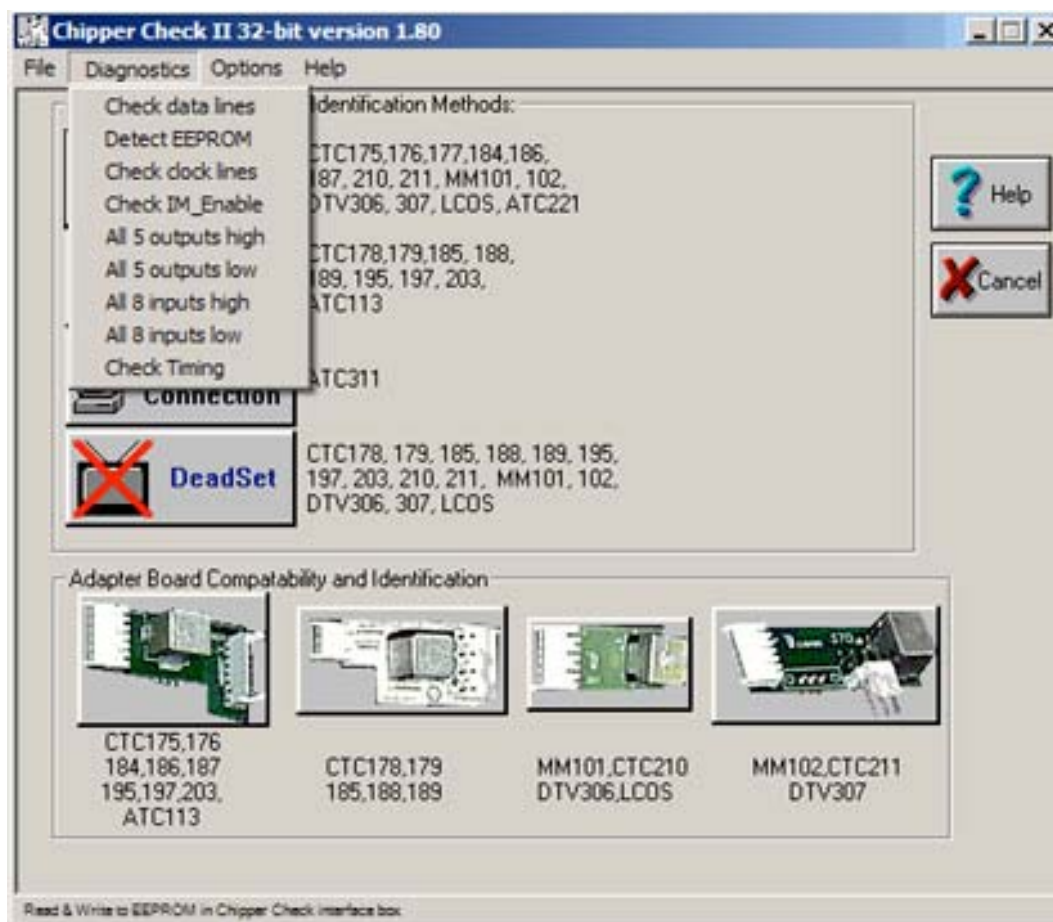 Chipper Check II 32-bit version 1.80
File Diagnostics Options Help
Check data lines
Detect EEPROM
Check clock lines
Check IM_Enable
All 5 outputs high
All 5 outputs low
All 8 inputs high
All 8 inputs low
Check Timing
Identification Methods:
CTC175,176,177,184,186,
187, 210, 211, MM101, 102,
DTV306, 307, LCOS, ATC221
CTC178,179,185, 188,
189, 195, 197, 203,
ATC113
ATC311
Connection
DeadSet
CTC178, 179, 185, 188, 189, 195,
197, 203, 210, 211, MM101, 102,
DTV306, 307, LCOS
Help
Cancel
Adapter Board Compatability and Identification
CTC175,176
184,186,187
195,197,203,
ATC113
CTC178,179
185,188,189
MM101,CTC210
DTV306,LCOS
MM102,CTC211
DTV307
Read & Write to EEPROM in Chipper Check interface box